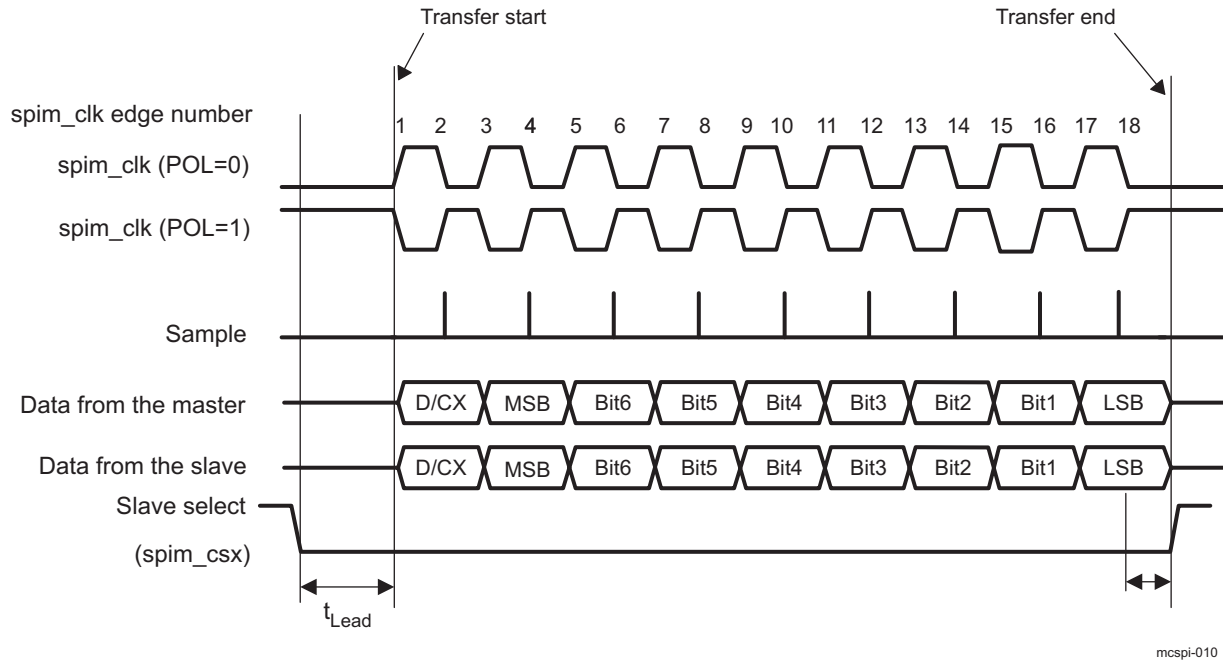 Transfer start
Transfer end
spim_clk edge number
1 2 3 4 5 6 7 8 9 10 11 12 13 14 15 16 17 18
spim_clk (POL=0)
spim_clk (POL=1)
Sample
Data from the master
D/CX MSB Bit6 Bit5 Bit4 Bit3 Bit2 Bit1 LSB
Data from the slave
D/CX MSB Bit6 Bit5 Bit4 Bit3 Bit2 Bit1 LSB
Slave select
(spim_csx)
tLead
mcspi-010